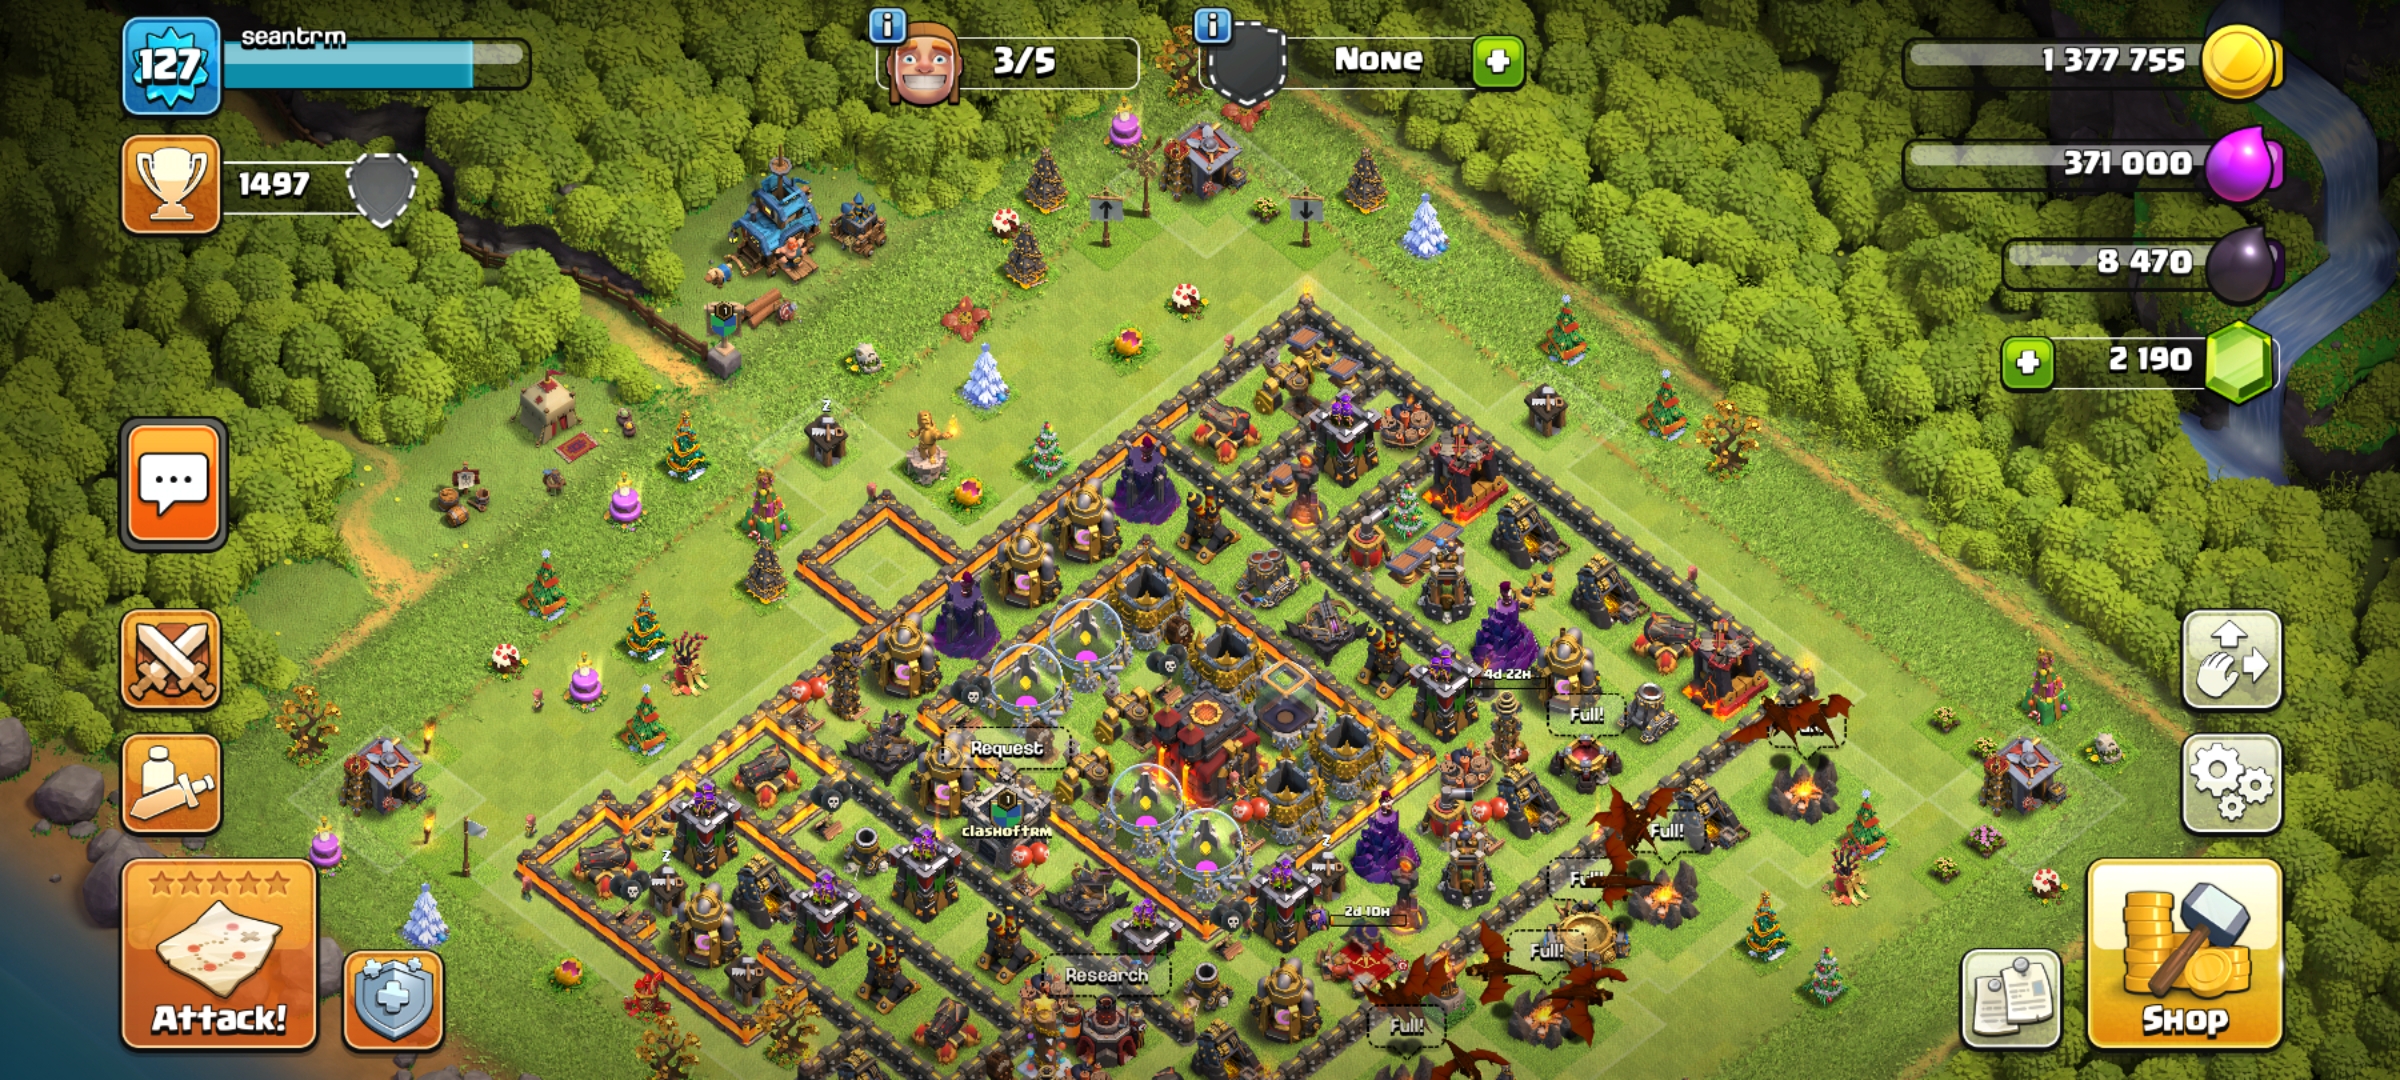 127
seantrm
3/5
None
1 377 755
1497
371 000
8 470
2 190
z
4d 22H
Full!
Request
clashoftrm
Full!
z
z
Full!
2d 10H
Full!
Research
Attack!
Full!
Shop